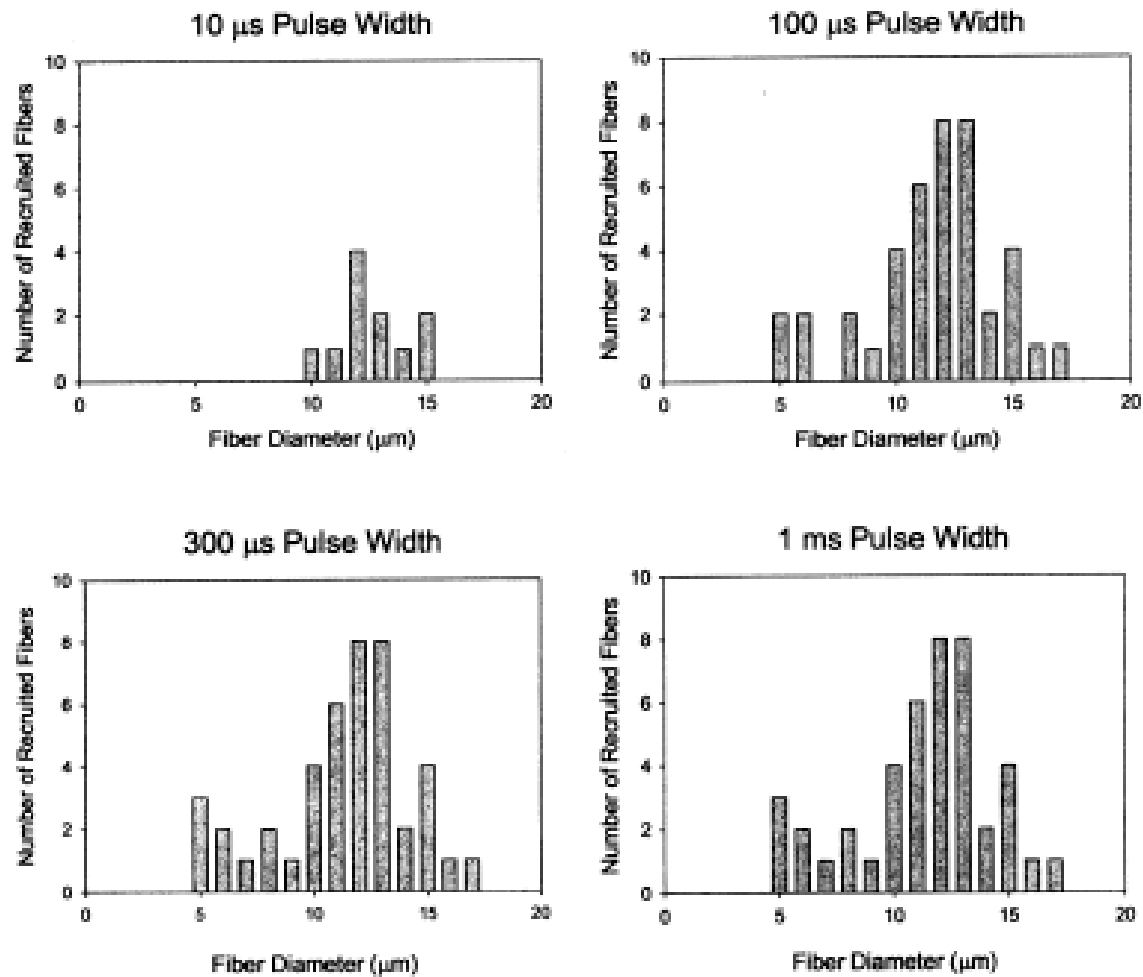 10 μs Pulse Width
Number of Recruited Fibers
10
8
6
4
2
0
0 5 10 15 20
Fiber Diameter (μm)
100 μs Pulse Width
Number of Recruited Fibers
10
8
6
4
2
0
0 5 10 15 20
Fiber Diameter (μm)
300 μs Pulse Width
Number of Recruited Fibers
10
8
6
4
2
0
0 5 10 15 20
Fiber Diameter (μm)
1 ms Pulse Width
Number of Recruited Fibers
10
8
6
4
2
0
0 5 10 15 20
Fiber Diameter (μm)